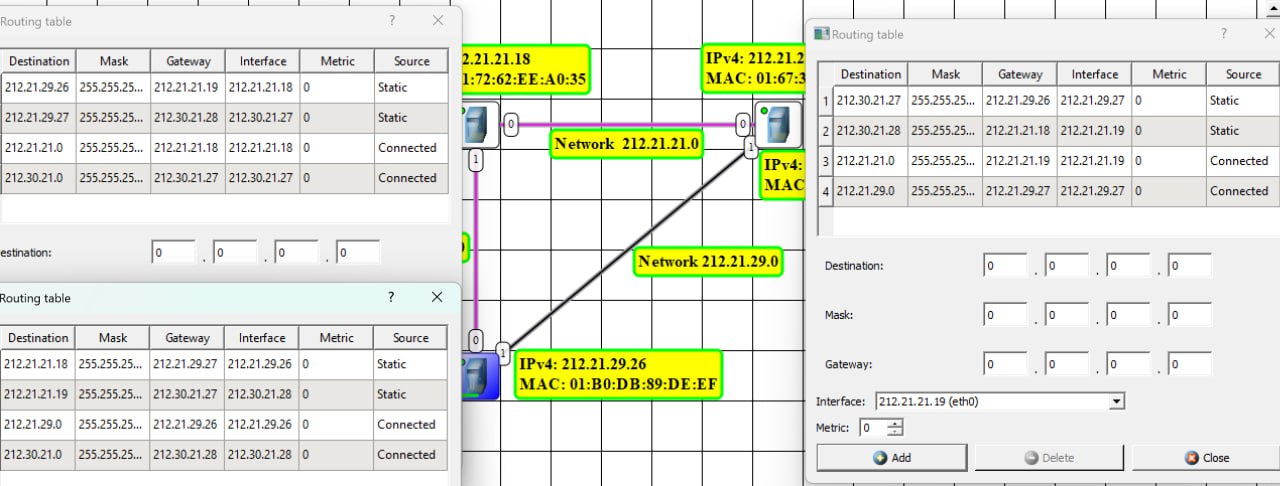 Routing table ? ×
Destination Mask Gateway Interface Metric Source
212.21.29.26 255.255.25... 212.21.21.19 212.21.21.18 0 Static
212.21.29.27 255.255.25... 212.30.21.28 212.30.21.27 0 Static
212.21.21.0 255.255.25... 212.21.21.18 212.21.21.18 0 Connected
212.30.21.0 255.255.25... 212.30.21.27 212.30.21.27 0 Connected
estination: 0 . 0 . 0 . 0
Routing table ? ×
Destination Mask Gateway Interface Metric Source
212.21.21.18 255.255.25... 212.21.29.27 212.21.29.26 0 Static
212.21.21.19 255.255.25... 212.30.21.27 212.30.21.28 0 Static
212.21.29.0 255.255.25... 212.21.29.26 212.21.29.26 0 Connected
212.30.21.0 255.255.25... 212.30.21.28 212.30.21.28 0 Connected
2.21.21.18
1:72:62:EE:A0:35
IPv4: 212.21.2
MAC: 01:67:3
0
0
Network 212.21.21.0
1
1
IPv4:
MAC
0
Network 212.21.29.0
0
1
IPv4: 212.21.29.26
MAC: 01:B0:DB:89:DE:EF
Routing table ? ×
Destination Mask Gateway Interface Metric Source
1 212.30.21.27 255.255.25... 212.21.29.26 212.21.29.27 0 Static
2 212.30.21.28 255.255.25... 212.21.21.18 212.21.21.19 0 Static
3 212.21.21.0 255.255.25... 212.21.21.19 212.21.21.19 0 Connected
4 212.21.29.0 255.255.25... 212.21.29.27 212.21.29.27 0 Connected
Destination: 0 . 0 . 0 . 0
Mask: 0 . 0 . 0 . 0
Gateway: 0 . 0 . 0 . 0
Interface: 212.21.21.19 (eth0)
Metric: 0
Add Delete Close